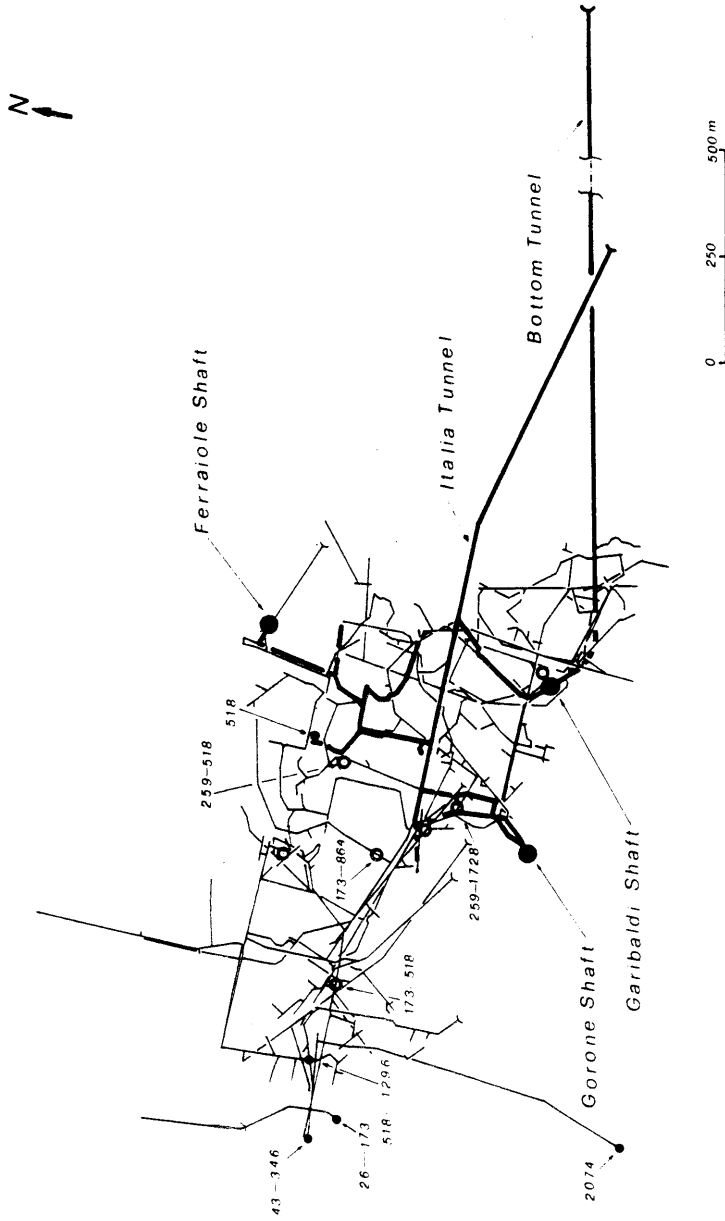 N
Ferraiole Shaft
518
259-518
173-864
259-1728
173-518
518-1296
26-173
43-346
2074
Gorone Shaft
Garibaldi Shaft
Italia Tunnel
Bottom Tunnel
0 250 500 m